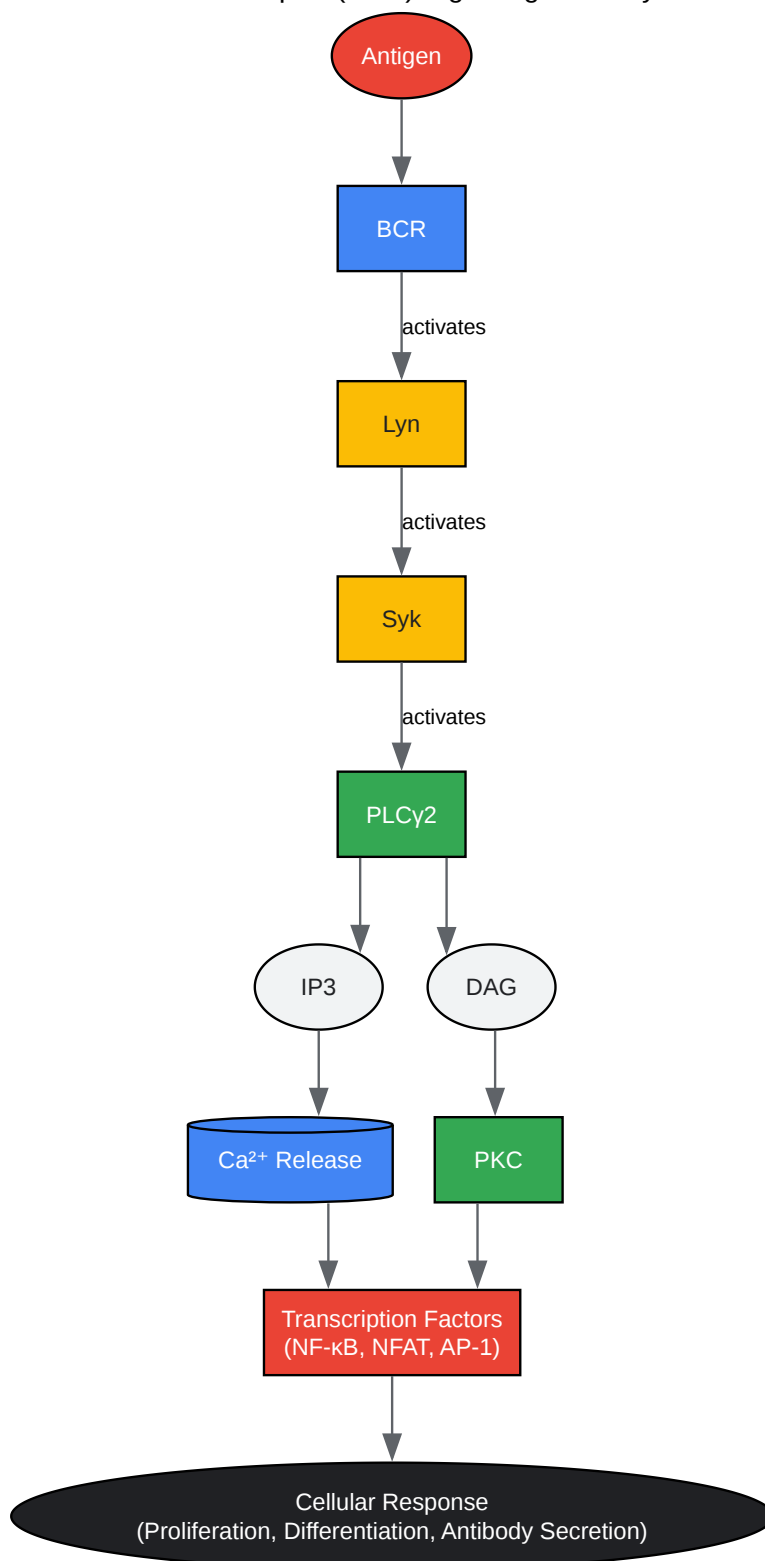 Antigen
BCR
activates
Lyn
activates
Syk
activates
PLCγ2
IP3
DAG
Ca²⁺ Release
PKC
Transcription Factors
(NF-κB, NFAT, AP-1)
Cellular Response
(Proliferation, Differentiation, Antibody Secretion)